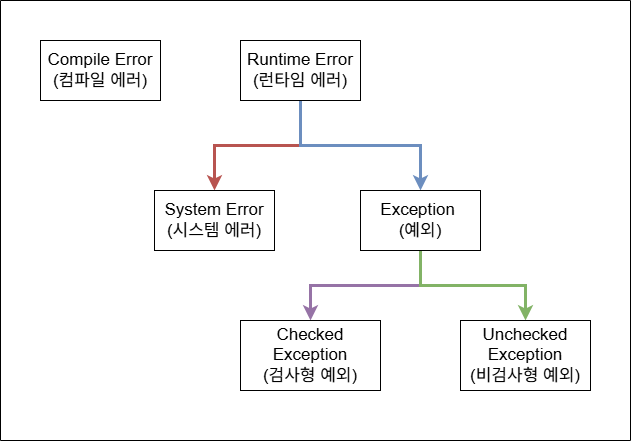 Compile Error
(컴파일 에러)
Runtime Error
(런타임 에러)
System Error
(시스템 에러)
Exception
(예외)
Checked
Exception
(검사형 예외)
Unchecked
Exception
(비검사형 예외)